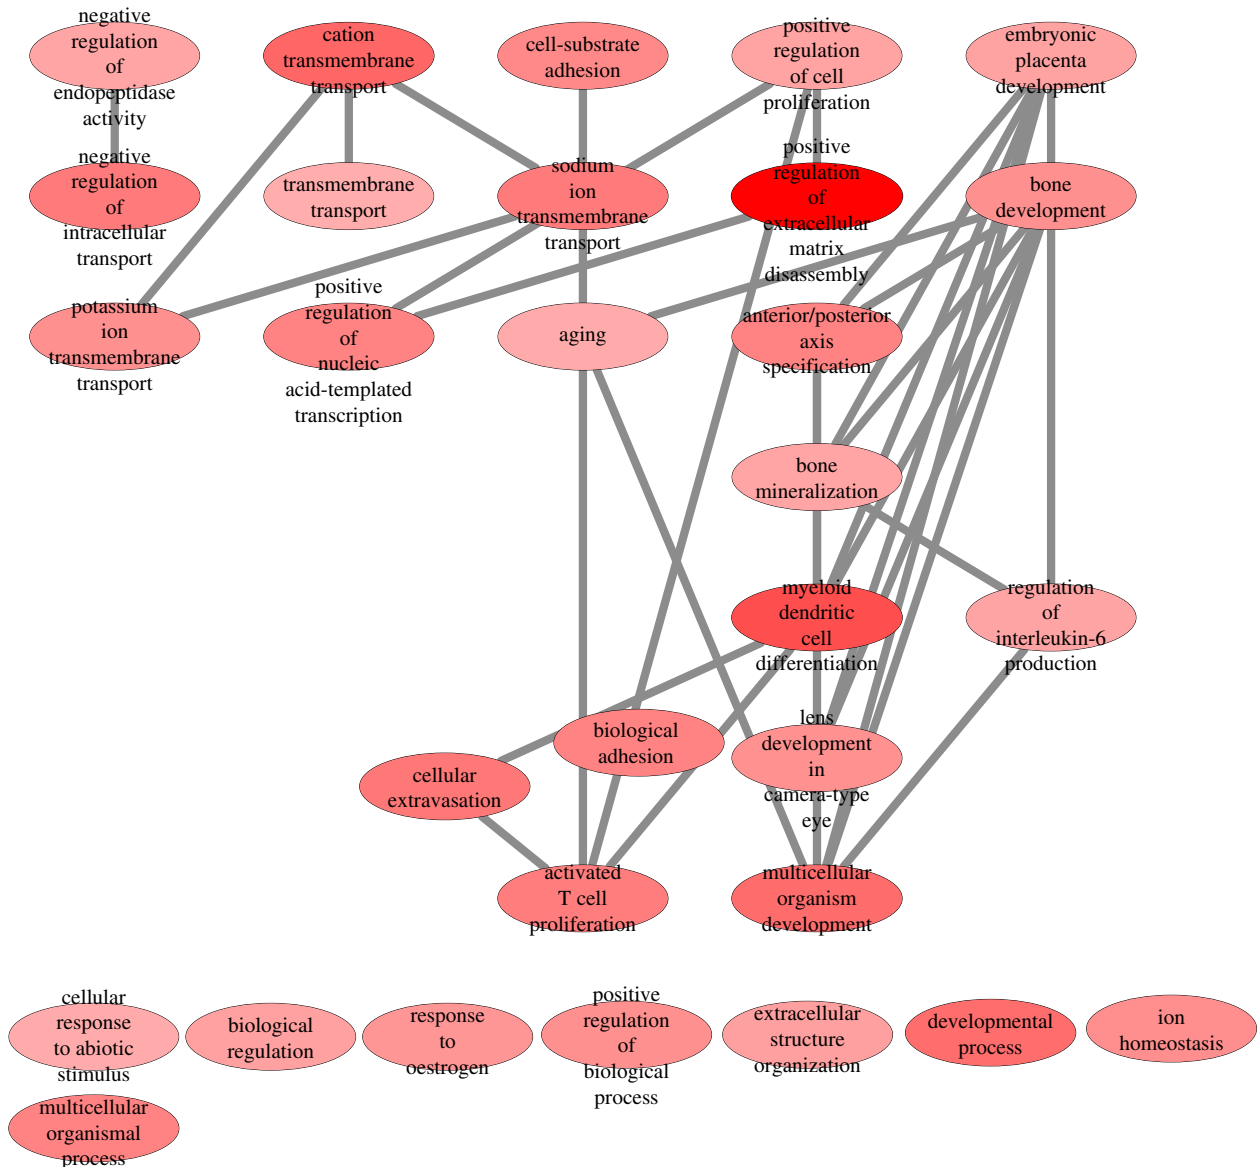 negative
regulation
of
endopeptidase
activity
cation
transmembrane
transport
cell-substrate
adhesion
positive
regulation
of cell
proliferation
embryonic
placenta
development
negative
regulation
of
intracellular
transport
transmembrane
transport
sodium
ion
transmembrane
transport
positive
regulation
of
extracellular
matrix
disassembly
bone
development
potassium
ion
transmembrane
transport
positive
regulation
of
nucleic
acid-templated
transcription
aging
anterior/posterior
axis
specification
bone
mineralization
myeloid
dendritic
cell
differentiation
regulation
of
interleukin-6
production
biological
adhesion
lens
development
in
camera-type
eye
cellular
extravasation
activated
T cell
proliferation
multicellular
organism
development
cellular
response
to abiotic
stimulus
biological
regulation
response
to
oestrogen
positive
regulation
of
biological
process
extracellular
structure
organization
developmental
process
ion
homeostasis
multicellular
organismal
process